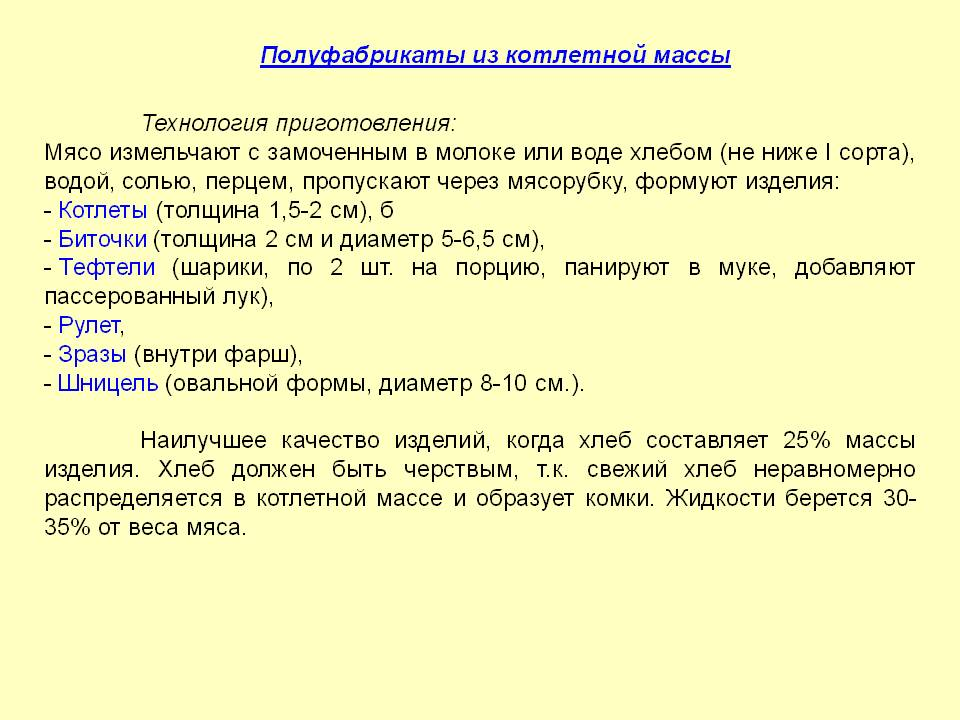 Полуфабрикаты из котлетной массы
Технология приготовления:
Мясо измельчают с замоченным в молоке или воде хлебом (не ниже I сорта),
водой, солью, перцем, пропускают через мясорубку, формуют изделия:
- Котлеты (толщина 1,5-2 см), б
- Биточки (толщина 2 см и диаметр 5-6,5 см),
- Тефтели (шарики, по 2 шт. на порцию, панируют в муке, добавляют
пассерованный лук),
- Рулет,
- Зразы (внутри фарш),
- Шницель (овальной формы, диаметр 8-10 см.).
Наилучшее качество изделий, когда хлеб составляет 25% массы
изделия. Хлеб должен быть черствым, т.к. свежий хлеб неравномерно
распределяется в котлетной массе и образует комки. Жидкости берется 30-
35% от веса мяса.